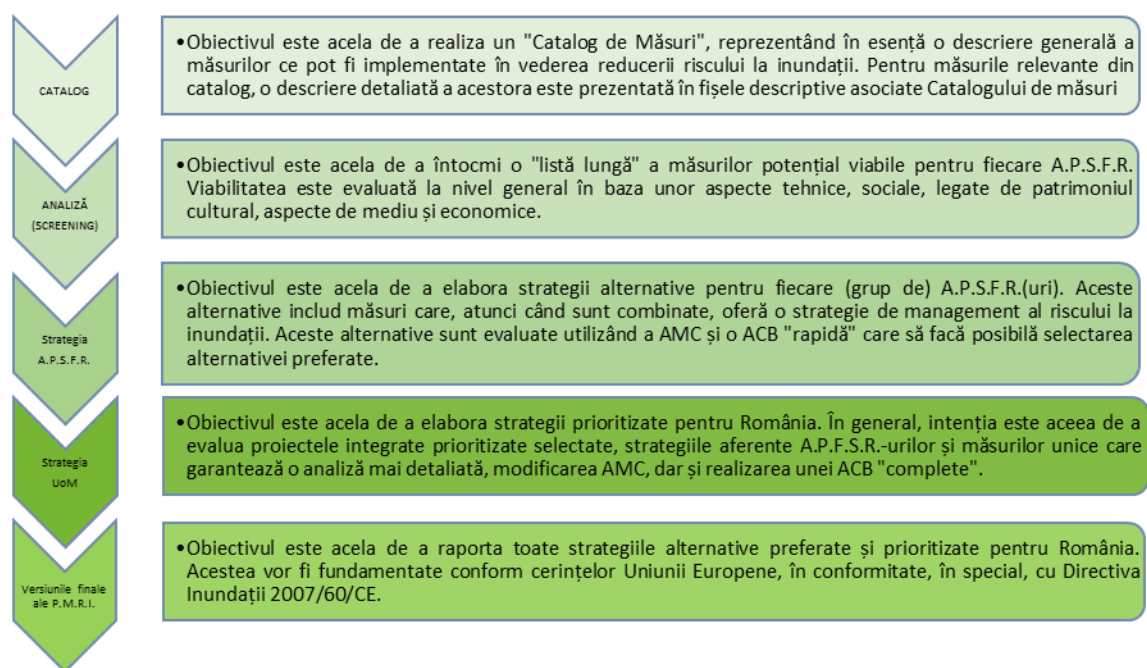 CATALOG
•Obiectivul este acela de a realiza un "Catalog de Măsuri", reprezentând în esență o descriere generală a
măsurilor ce pot fi implementate în vederea reducerii riscului la inundații. Pentru măsurile relevante din
catalog, o descriere detaliată a acestora este prezentată în fișele descriptive asociate Catalogului de măsuri
ANALIZĂ
(SCREENING)
•Obiectivul este acela de a întocmi o "listă lungă" a măsurilor potențial viabile pentru fiecare A.P.S.F.R.
Viabilitatea este evaluată la nivel general în baza unor aspecte tehnice, sociale, legate de patrimoniul
cultural, aspecte de mediu și economice.
Strategia
A.P.S.F.R.
•Obiectivul este acela de a elabora strategii alternative pentru fiecare (grup de) A.P.S.F.R.(uri). Aceste
alternative includ măsuri care, atunci când sunt combinate, oferă o strategie de management al riscului la
inundații. Aceste alternative sunt evaluate utilizând a AMC și o ACB "rapidă" care să facă posibilă selectarea
alternativei preferate.
Strategia
UoM
•Obiectivul este acela de a elabora strategii prioritizate pentru România. În general, intenția este aceea de a
evalua proiectele integrate prioritizate selectate, strategiile aferente A.P.F.S.R.-urilor și măsurilor unice care
garantează o analiză mai detaliată, modificarea AMC, dar și realizarea unei ACB "complete".
Versiunile finale
ale P.M.R.I.
•Obiectivul este acela de a raporta toate strategiile alternative preferate și prioritizate pentru România.
Acestea vor fi fundamentate conform cerințelor Uniunii Europene, în conformitate, în special, cu Directiva
Inundații 2007/60/CE.